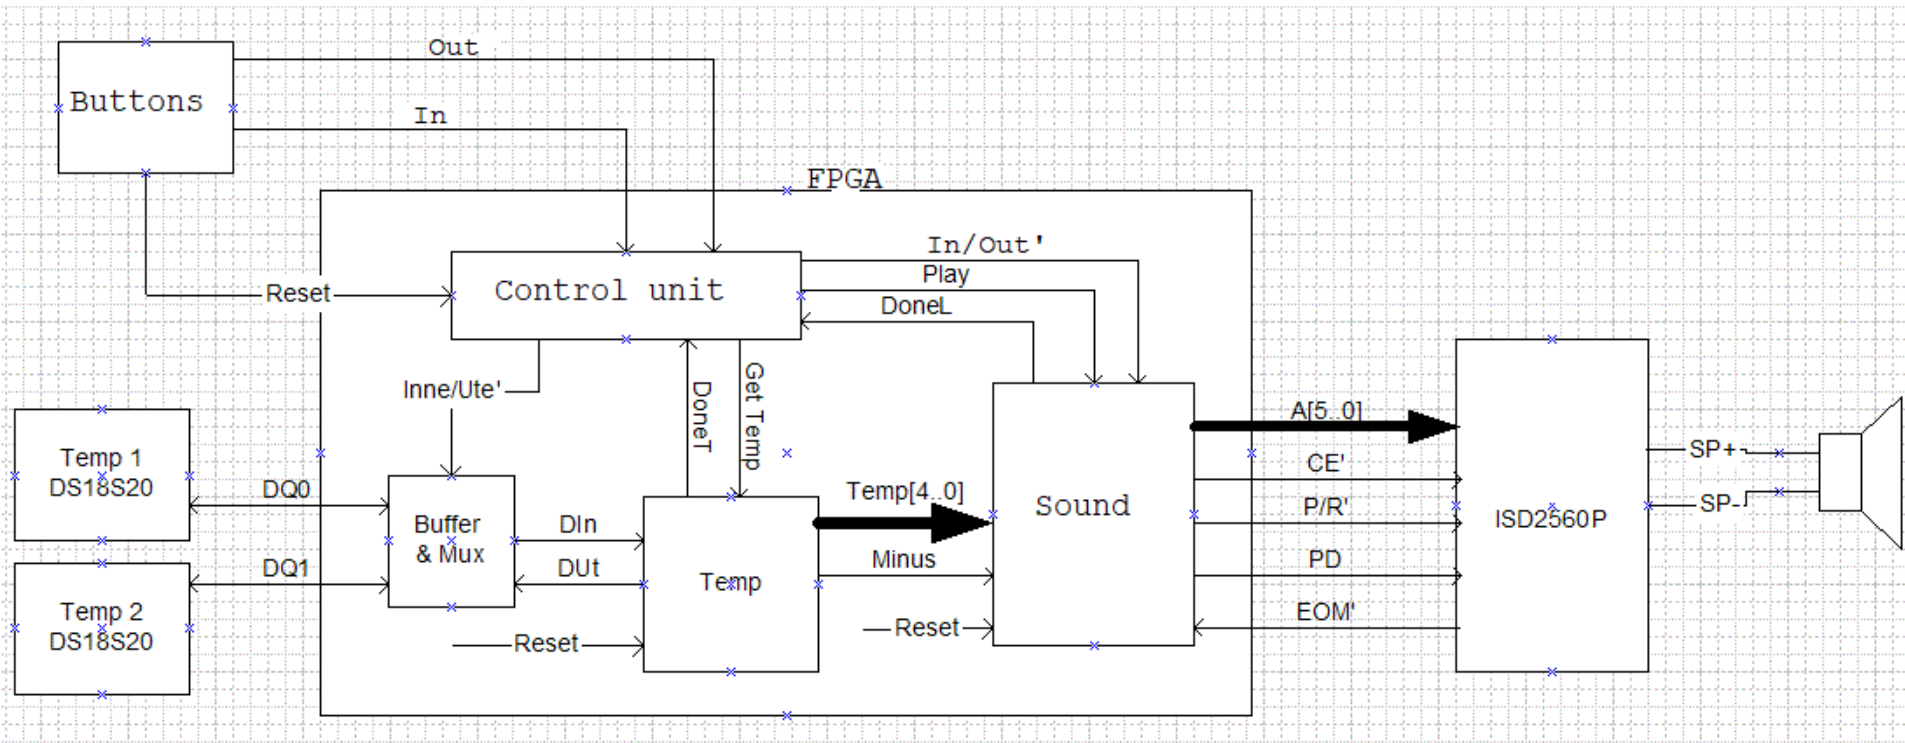 Out
Buttons
In
FPGA
In/Out'
Play
Control unit
Reset
DoneL
Inne/Ute'
DoneT
Get Temp
A[5..0]
Temp 1
DS18S20
SP+
CE'
DQ0
Temp[4..0]
Sound
P/R'
ISD2560P
SP-
Buffer
& Mux
DIn
Minus
PD
DQ1
DUt
Temp
Temp 2
DS18S20
EOM'
Reset
Reset